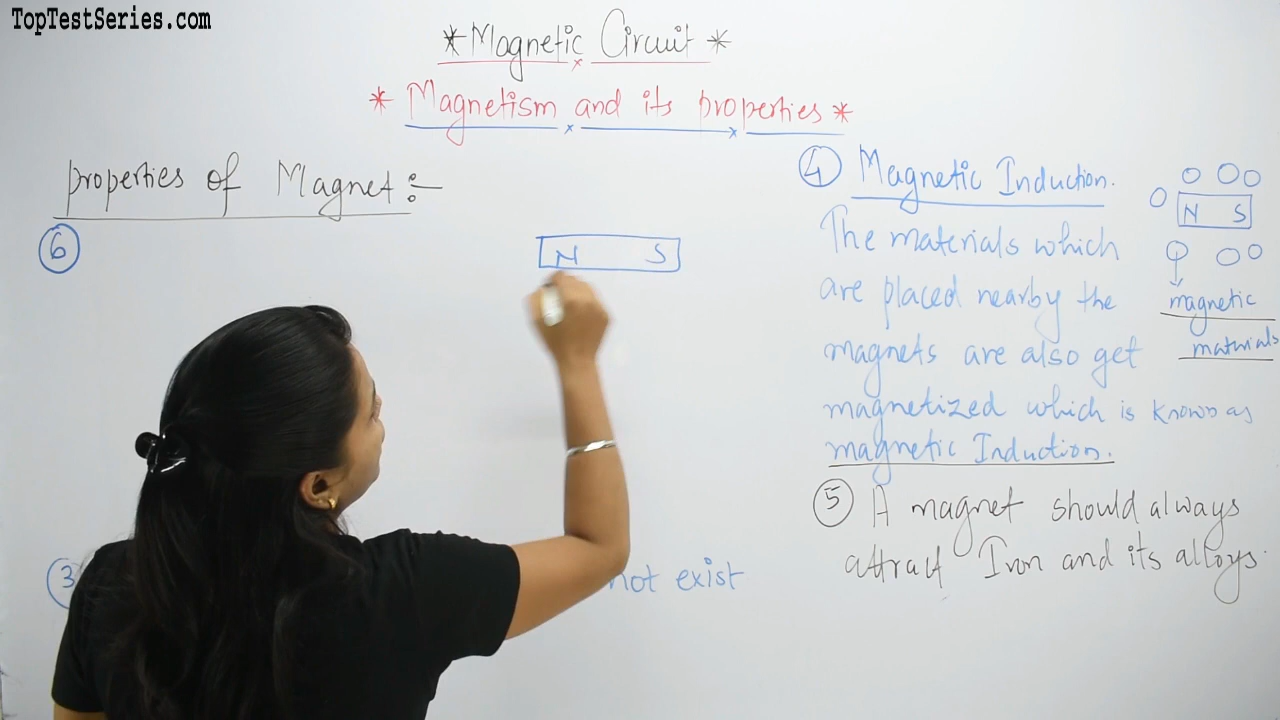 TopTestSeries.com
* Magnetic Circuit *
* Magnetism and its properties *
properties of Magnet :-
6
N S
3
not exist
4 Magnetic Induction.
The materials which
are placed nearby the
magnets are also get
magnetized which is known as
magnetic Induction.
N S
magnetic
materials
5 A magnet should always
attract Iron and its alloys.